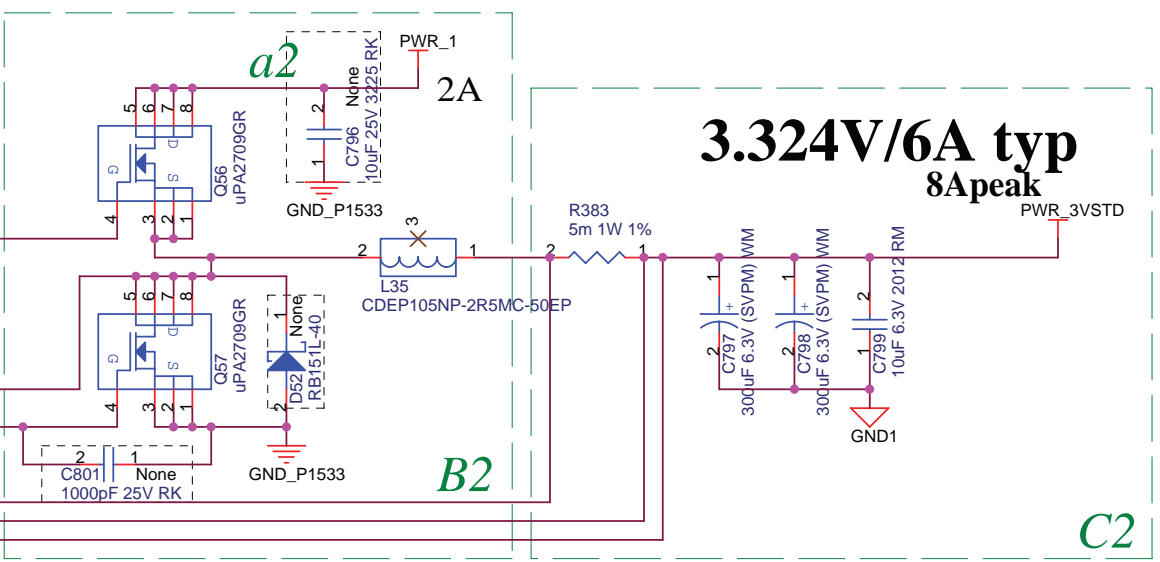 a2
PWR_1
2A
None
10uF 25V 3225 RK
C796
2
1
GND_P1533
5
6
7
8
D
G
S
Q56
uPA2709GR
4
3
2
1
3.324V/6A typ
8Apeak
PWR_3VSTD
R383
5m 1W 1%
2
1
3
2
1
L35
CDEP105NP-2R5MC-50EP
5
6
7
8
D
G
S
Q57
uPA2709GR
4
3
2
1
None
1
D52
RB151L-40
2
GND_P1533
1
+
2
C797
300uF 6.3V (SVPM) WM
1
+
2
C798
300uF 6.3V (SVPM) WM
2
1
C799
10uF 6.3V 2012 RM
GND1
2
1
C801
None
1000pF 25V RK
B2
C2